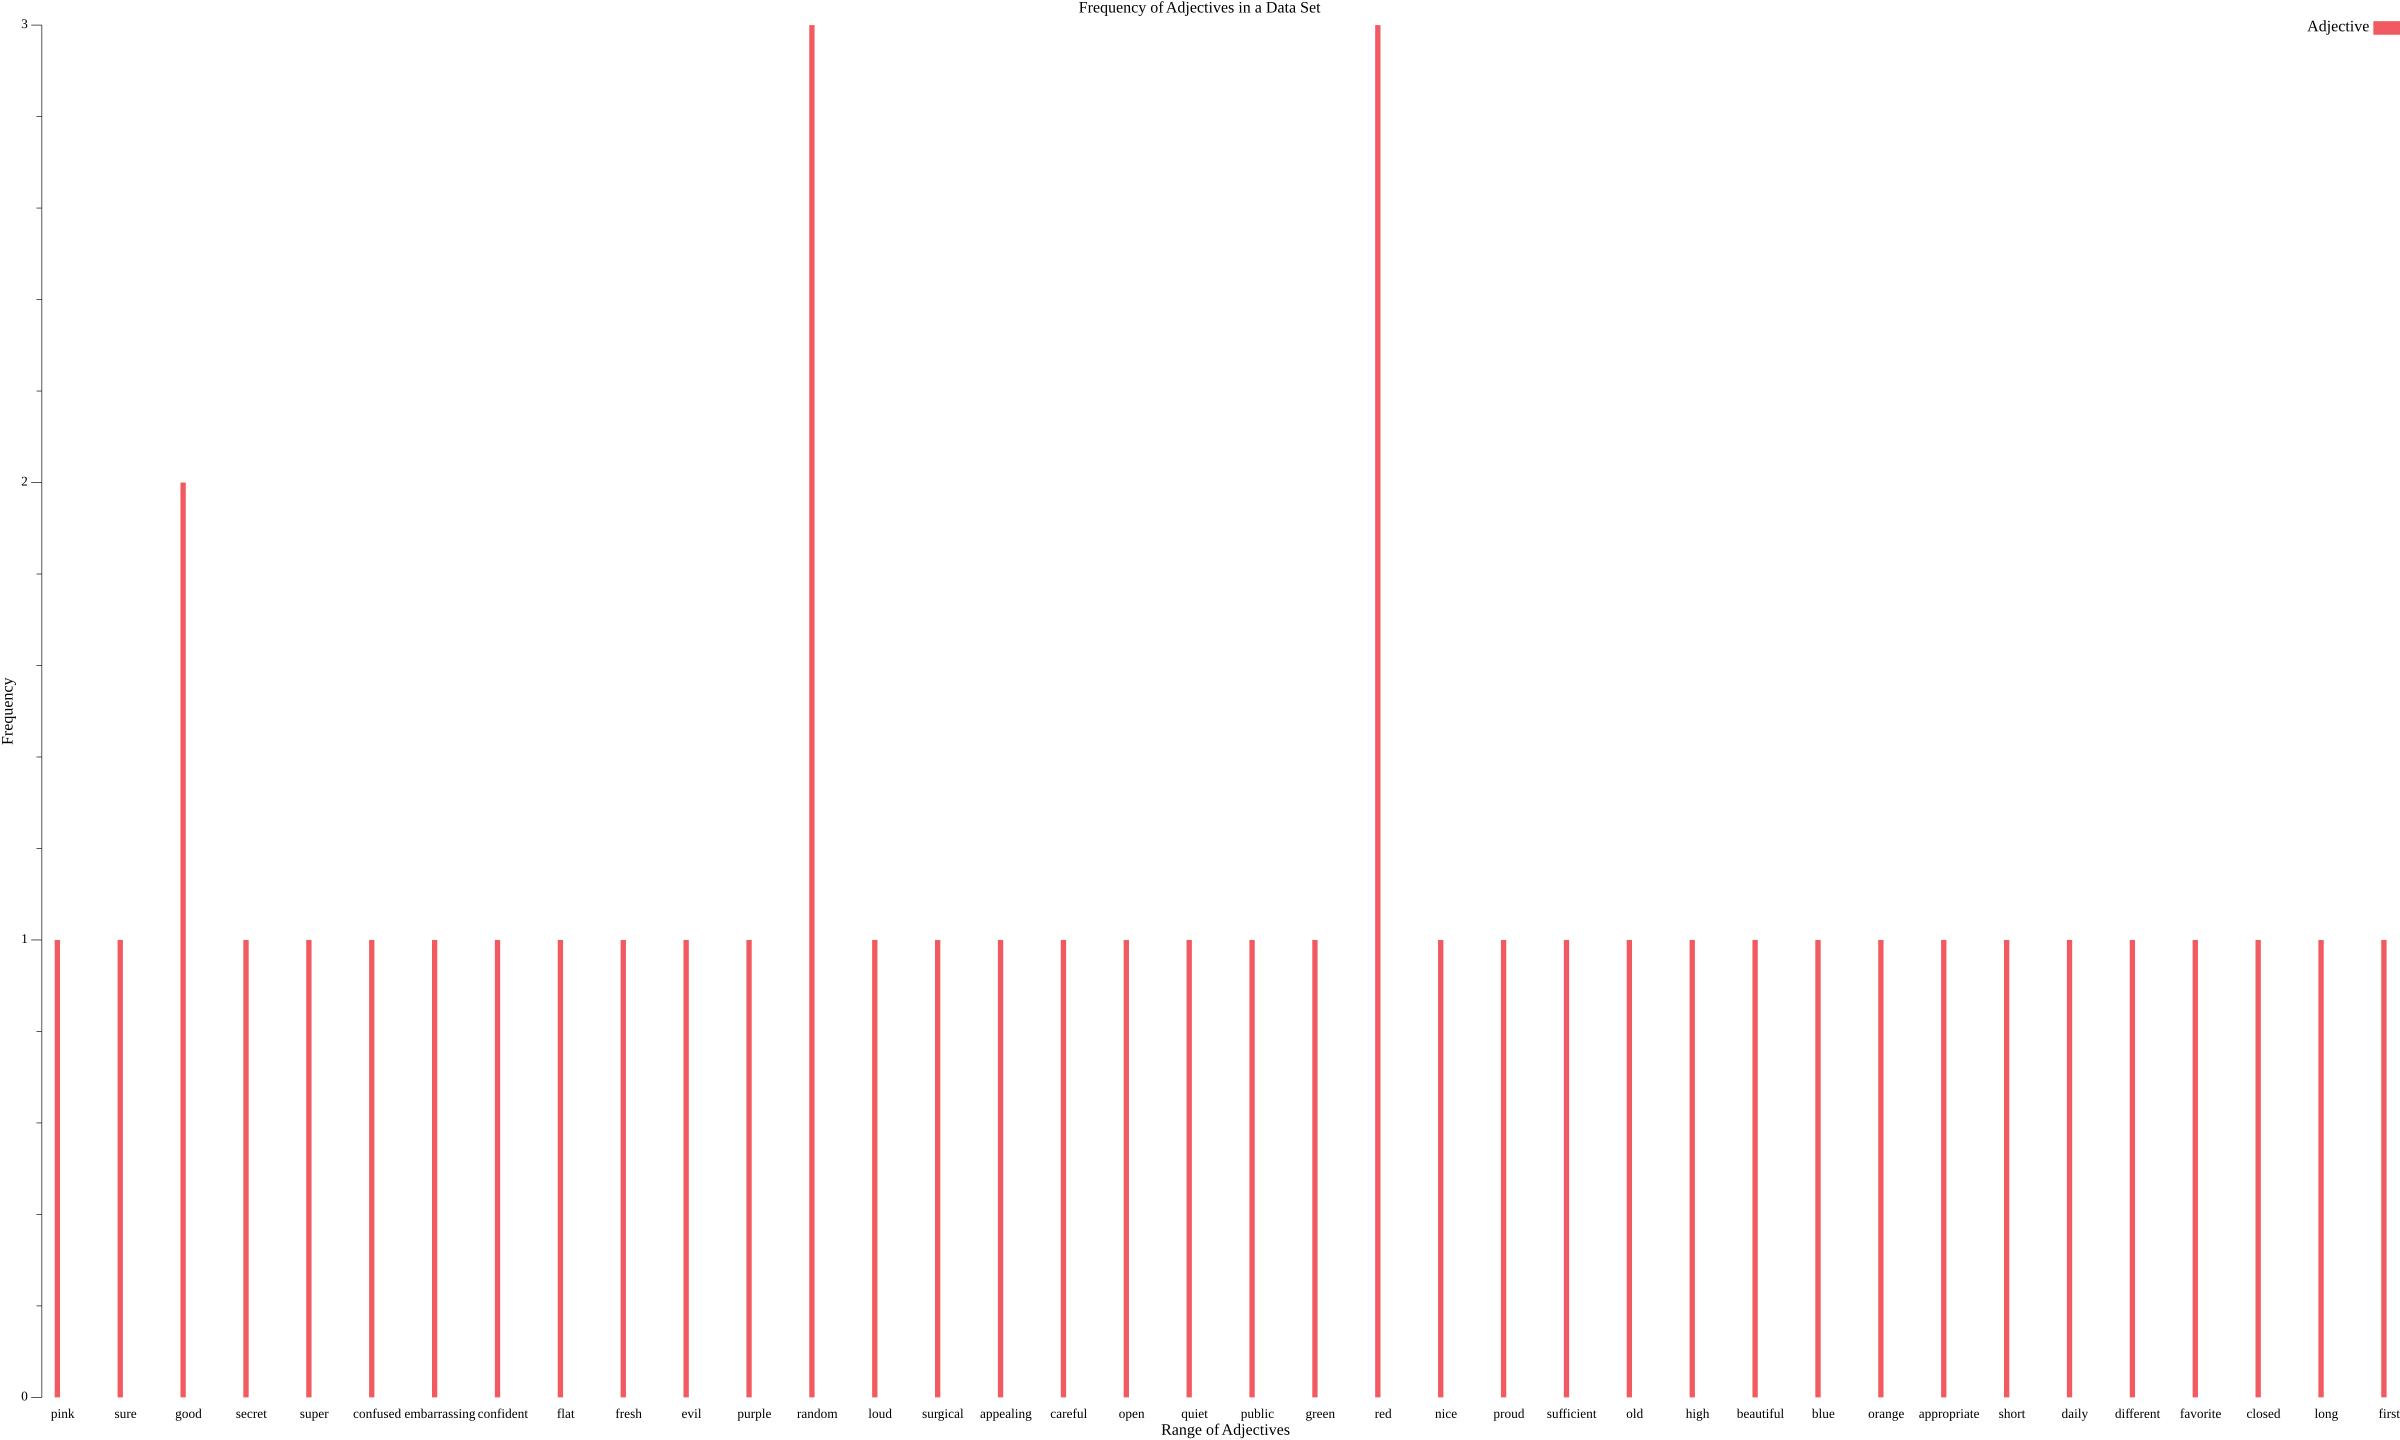 Frequency of Adjectives in a Data Set
Adjective
3
2
1
0
Frequency
pink sure good secret super confused embarrassing confident flat fresh evil purple random loud surgical appealing careful open quiet public green red nice proud sufficient old high beautiful blue orange appropriate short daily different favorite closed long first
Range of Adjectives